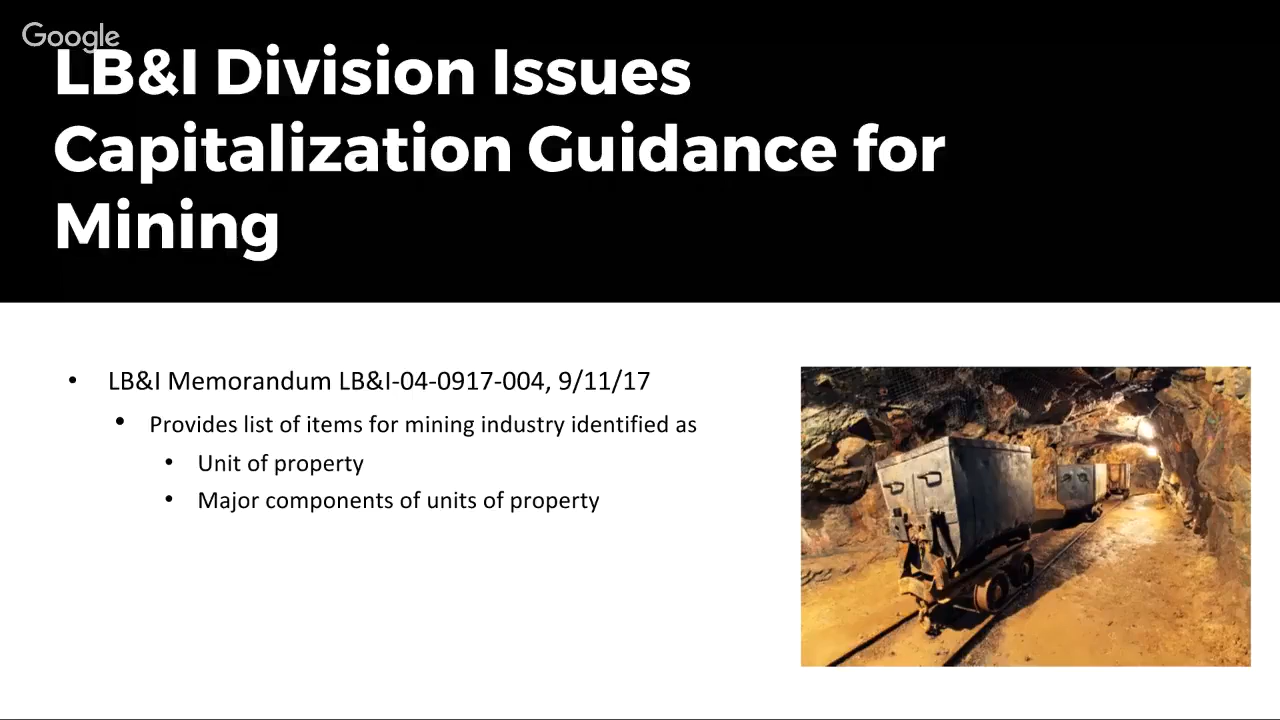 Google
LB&I Division Issues
Capitalization Guidance for
Mining
• LB&I Memorandum LB&I-04-0917-004, 9/11/17
• Provides list of items for mining industry identified as
• Unit of property
• Major components of units of property